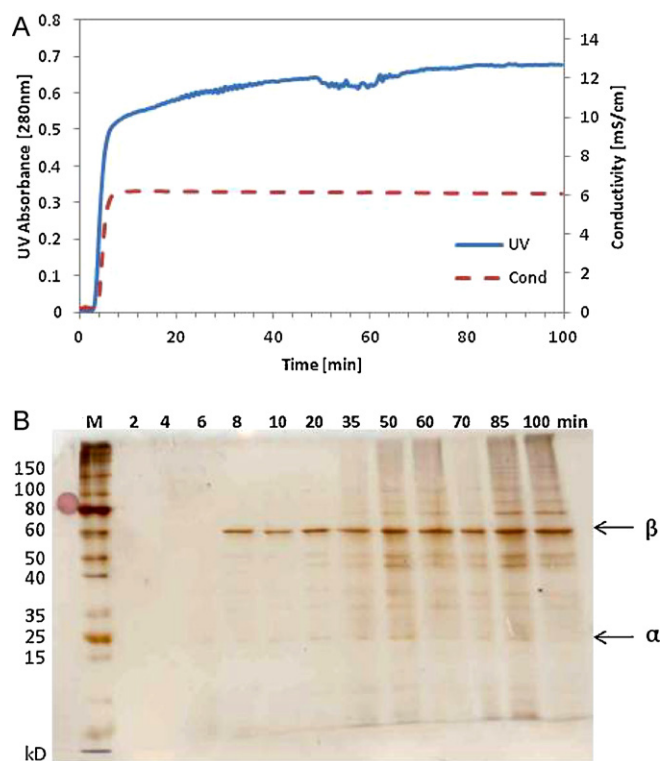 A
UV Absorbance [280nm]
0.8
0.7
0.6
0.5
0.4
0.3
0.2
0.1
0
14
12
10
8
6
4
2
0
Conductivity [mS/cm]
UV
Cond
0 20 40 60 80 100
Time [min]
B
M 2 4 6 8 10 20 35 50 60 70 85 100 min
150
100
80
60
50
40
35
25
15
kD
β
α